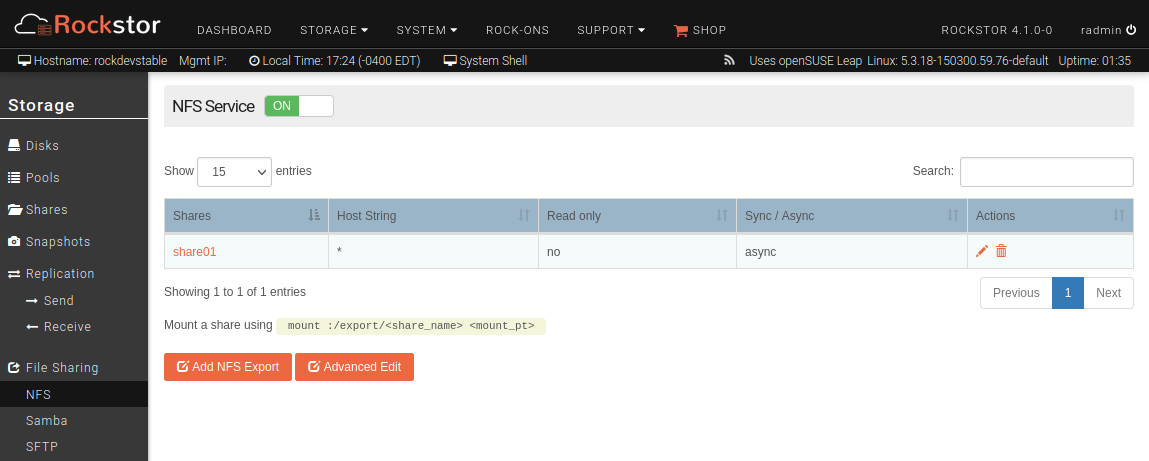 Rockstor
DASHBOARD STORAGE SYSTEM ROCK-ONS SUPPORT SHOP ROCKSTOR 4.1.0-0 radmin
Hostname: rockdevstable Mgmt IP: Local Time: 17:24 (-0400 EDT) System Shell Uses openSUSE Leap Linux: 5.3.18-150300.59.76-default Uptime: 01:35
Storage
Disks
Pools
Shares
Snapshots
Replication
Send
Receive
File Sharing
NFS
Samba
SFTP
NFS Service ON
Show 15 entries Search:
Shares Host String Read only Sync / Async Actions
share01 * no async
Showing 1 to 1 of 1 entries Previous 1 Next
Mount a share using mount :/export/<share_name> <mount_pt>
Add NFS Export Advanced Edit